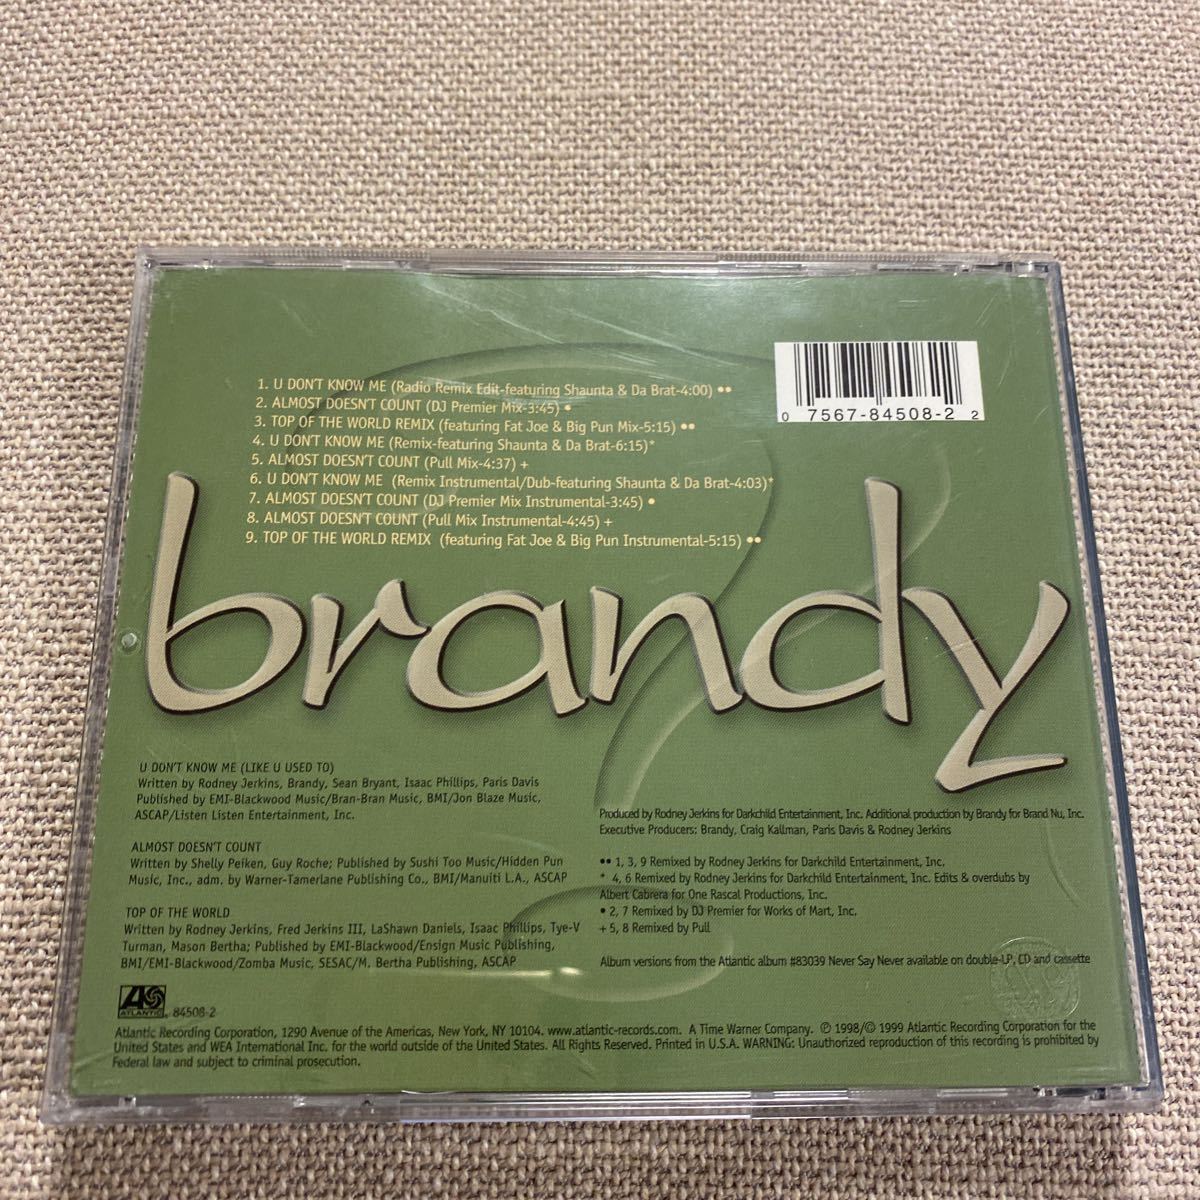 1. U DON'T KNOW ME (Radio Remix Edit-featuring Shaunta & Da Brat-4:00) ••
2. ALMOST DOESN'T COUNT (DJ Premier Mix-3:45) •
3. TOP OF THE WORLD REMIX (featuring Fat Joe & Big Pun Mix-5:15) ••
4. U DON'T KNOW ME (Remix-featuring Shaunta & Da Brat-6:15)*
5. ALMOST DOESN'T COUNT (Pull Mix-4:37) +
6. U DON'T KNOW ME (Remix Instrumental/Dub-featuring Shaunta & Da Brat-4:03)*
7. ALMOST DOESN'T COUNT (DJ Premier Mix Instrumental-3:45) •
8. ALMOST DOESN'T COUNT (Pull Mix Instrumental-4:45) +
9. TOP OF THE WORLD REMIX (featuring Fat Joe & Big Pun Instrumental-5:15) ••
0 7567-84508-2 2
brandy
U DON'T KNOW ME (LIKE U USED TO)
Written by Rodney Jerkins, Brandy, Sean Bryant, Isaac Phillips, Paris Davis
Published by EMI-Blackwood Music/Bran-Bran Music, BMI/Jon Blaze Music,
ASCAP/Listen Listen Entertainment, Inc.
ALMOST DOESN'T COUNT
Written by Shelly Peiken, Guy Roche; Published by Sushi Too Music/Hidden Pun
Music, Inc., adm. by Warner-Tamerlane Publishing Co., BMI/Manuiti L.A., ASCAP
TOP OF THE WORLD
Written by Rodney Jerkins, Fred Jerkins III, LaShawn Daniels, Isaac Phillips, Tye-V
Turman, Mason Bertha; Published by EMI-Blackwood/Ensign Music Publishing,
BMI/EMI-Blackwood/Zomba Music, SESAC/M. Bertha Publishing, ASCAP
Produced by Rodney Jerkins for Darkchild Entertainment, Inc. Additional production by Brandy for Brand Nu, Inc.
Executive Producers: Brandy, Craig Kallman, Paris Davis & Rodney Jerkins
•• 1, 3, 9 Remixed by Rodney Jerkins for Darkchild Entertainment, Inc.
* 4, 6 Remixed by Rodney Jerkins for Darkchild Entertainment, Inc. Edits & overdubs by
Albert Cabrera for One Rascal Productions, Inc.
• 2, 7 Remixed by DJ Premier for Works of Mart, Inc.
+ 5, 8 Remixed by Pull
Album versions from the Atlantic album #83039 Never Say Never available on double-LP, CD and cassette
ATLANTIC 84508-2
Atlantic Recording Corporation, 1290 Avenue of the Americas, New York, NY 10104. www.atlantic-records.com. A Time Warner Company. ℗ 1998/© 1999 Atlantic Recording Corporation for the
United States and WEA International Inc. for the world outside of the United States. All Rights Reserved. Printed in U.S.A. WARNING: Unauthorized reproduction of this recording is prohibited by
Federal law and subject to criminal prosecution.